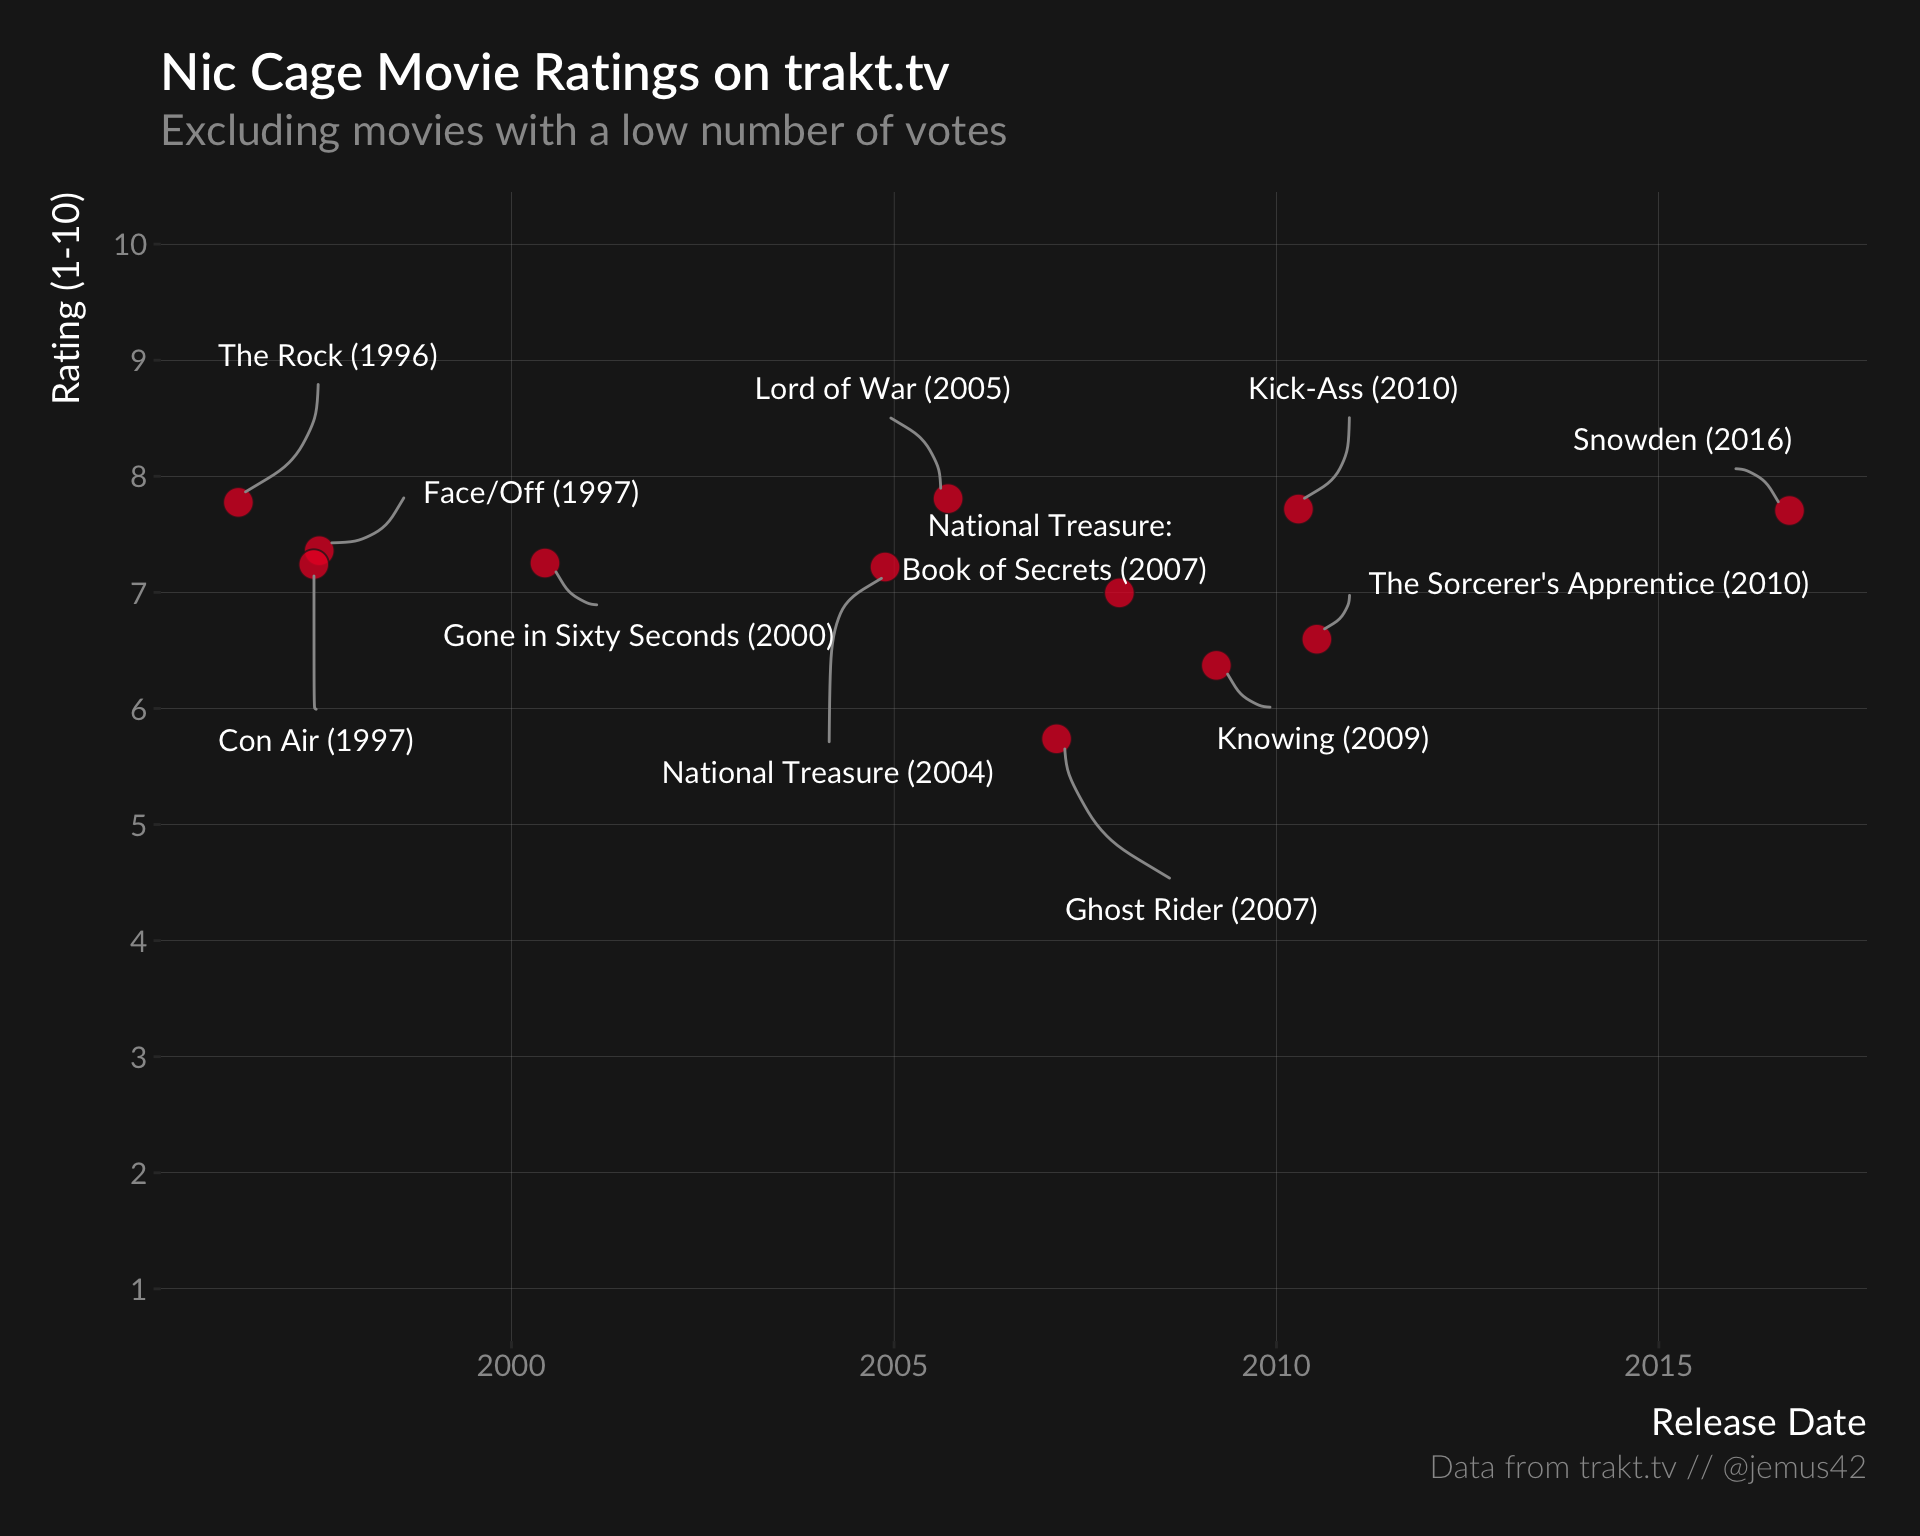 Nic Cage Movie Ratings on trakt.tv
Excluding movies with a low number of votes
Rating (1-10)
10
9
8
7
6
5
4
3
2
1
The Rock (1996)
Lord of War (2005)
Kick-Ass (2010)
Snowden (2016)
Face/Off (1997)
National Treasure:
Book of Secrets (2007)
The Sorcerer's Apprentice (2010)
Gone in Sixty Seconds (2000)
Con Air (1997)
Knowing (2009)
National Treasure (2004)
Ghost Rider (2007)
2000
2005
2010
2015
Release Date
Data from trakt.tv // @jemus42